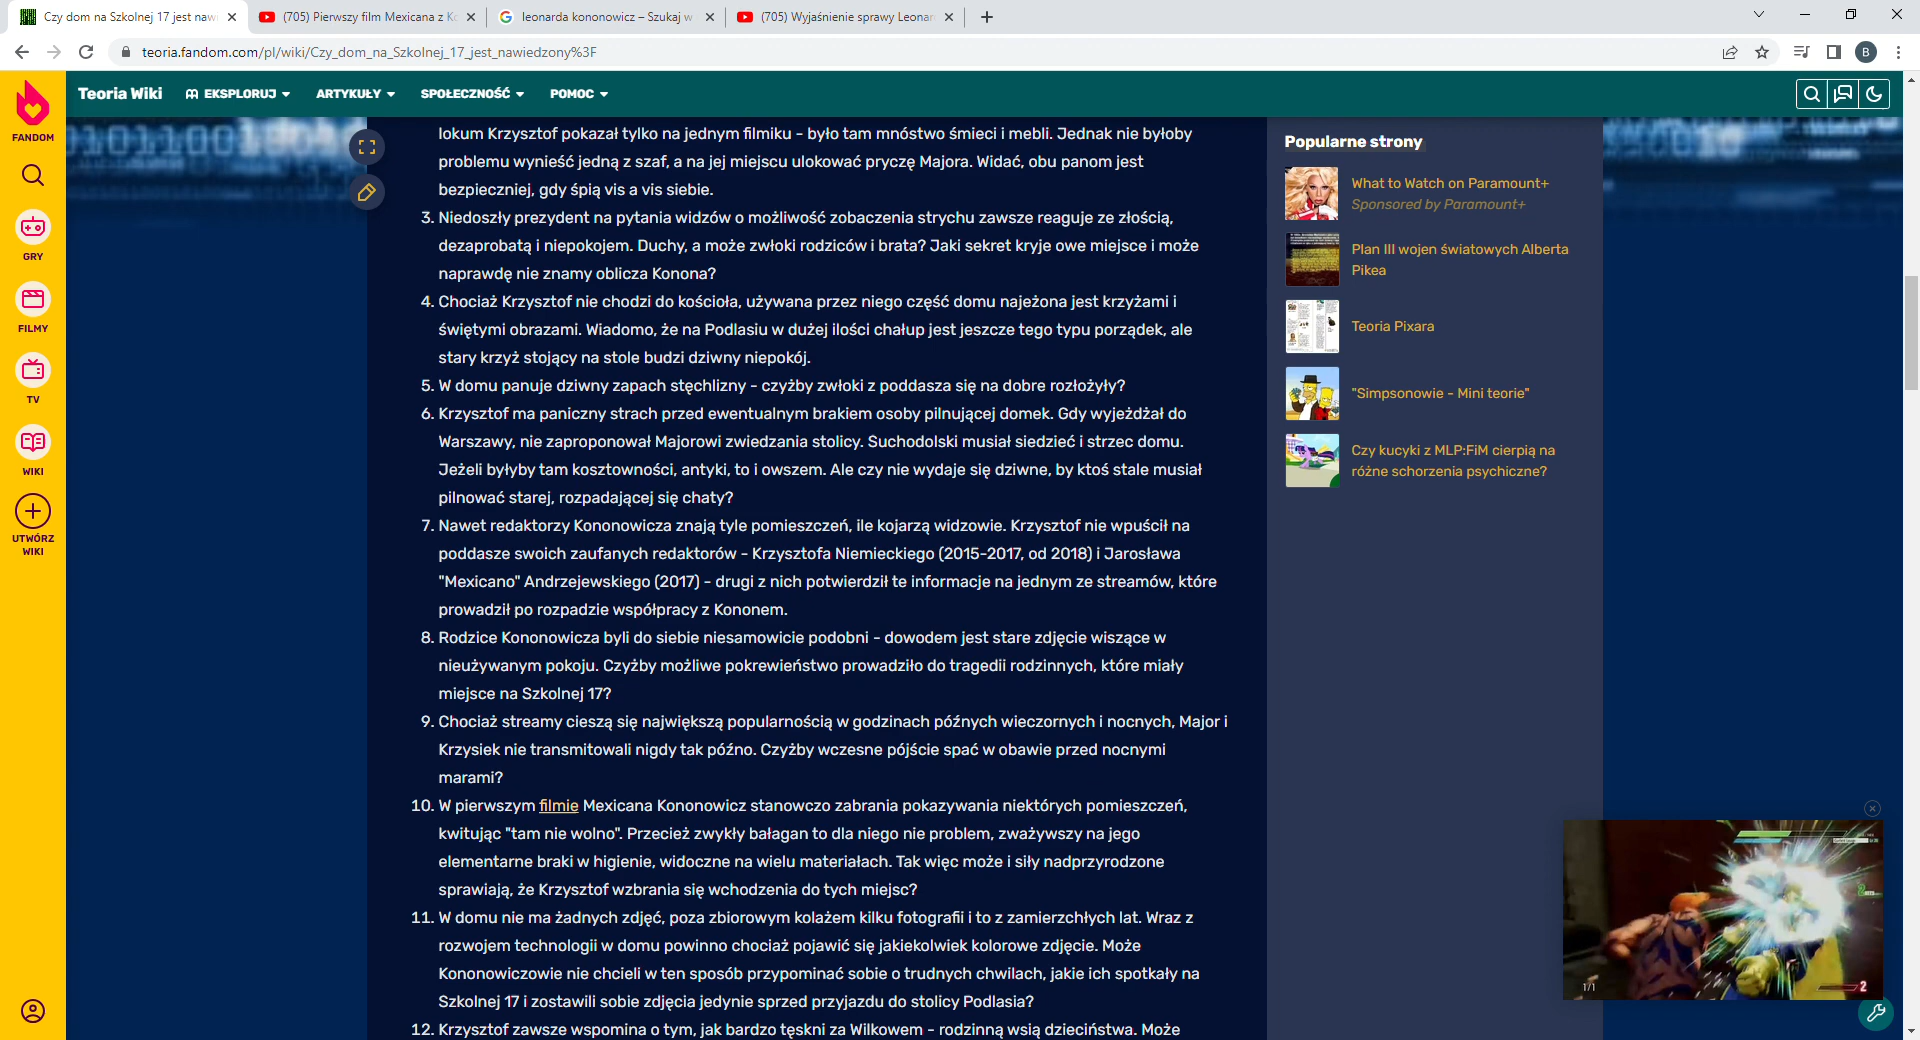 Czy dom na Szkolnej 17 jest naw
(705) Pierwszy film Mexicana z K
leonarda kononowicz – Szukaj w
(705) Wyjaśnienie sprawy Leonar
teoria.fandom.com/pl/wiki/Czy_dom_na_Szkolnej_17_jest_nawiedzony%3F
B
FANDOM
GRY
FILMY
TV
WIKI
UTWÓRZ
WIKI
Teoria Wiki
EKSPLORUJ
ARTYKUŁY
SPOŁECZNOŚĆ
POMOC
lokum Krzysztof pokazał tylko na jednym filmiku - było tam mnóstwo śmieci i mebli. Jednak nie byłoby
problemu wynieść jedną z szaf, a na jej miejscu ulokować pryczę Majora. Widać, obu panom jest
bezpieczniej, gdy śpią vis a vis siebie.
3. Niedoszły prezydent na pytania widzów o możliwość zobaczenia strychu zawsze reaguje ze złością,
dezaprobatą i niepokojem. Duchy, a może zwłoki rodziców i brata? Jaki sekret kryje owe miejsce i może
naprawdę nie znamy oblicza Konona?
4. Chociaż Krzysztof nie chodzi do kościoła, używana przez niego część domu najeżona jest krzyżami i
świętymi obrazami. Wiadomo, że na Podlasiu w dużej ilości chałup jest jeszcze tego typu porządek, ale
stary krzyż stojący na stole budzi dziwny niepokój.
5. W domu panuje dziwny zapach stęchlizny - czyżby zwłoki z poddasza się na dobre rozłożyły?
6. Krzysztof ma paniczny strach przed ewentualnym brakiem osoby pilnującej domek. Gdy wyjeżdżał do
Warszawy, nie zaproponował Majorowi zwiedzania stolicy. Suchodolski musiał siedzieć i strzec domu.
Jeżeli byłyby tam kosztowności, antyki, to i owszem. Ale czy nie wydaje się dziwne, by ktoś stale musiał
pilnować starej, rozpadającej się chaty?
7. Nawet redaktorzy Kononowicza znają tyle pomieszczeń, ile kojarzą widzowie. Krzysztof nie wpuścił na
poddasze swoich zaufanych redaktorów - Krzysztofa Niemieckiego (2015-2017, od 2018) i Jarosława
"Mexicano" Andrzejewskiego (2017) - drugi z nich potwierdził te informacje na jednym ze streamów, które
prowadził po rozpadzie współpracy z Kononem.
8. Rodzice Kononowicza byli do siebie niesamowicie podobni - dowodem jest stare zdjęcie wiszące w
nieużywanym pokoju. Czyżby możliwe pokrewieństwo prowadziło do tragedii rodzinnych, które miały
miejsce na Szkolnej 17?
9. Chociaż streamy cieszą się największą popularnością w godzinach późnych wieczornych i nocnych, Major i
Krzysiek nie transmitowali nigdy tak późno. Czyżby wczesne pójście spać w obawie przed nocnymi
marami?
10. W pierwszym filmie Mexicana Kononowicz stanowczo zabrania pokazywania niektórych pomieszczeń,
kwitując "tam nie wolno". Przecież zwykły bałagan to dla niego nie problem, zważywszy na jego
elementarne braki w higienie, widoczne na wielu materiałach. Tak więc może i siły nadprzyrodzone
sprawiają, że Krzysztof wzbrania się wchodzenia do tych miejsc?
11. W domu nie ma żadnych zdjęć, poza zbiorowym kolażem kilku fotografii i to z zamierzchłych lat. Wraz z
rozwojem technologii w domu powinno chociaż pojawić się jakiekolwiek kolorowe zdjęcie. Może
Kononowiczowie nie chcieli w ten sposób przypominać sobie o trudnych chwilach, jakie ich spotkały na
Szkolnej 17 i zostawili sobie zdjęcia jedynie sprzed przyjazdu do stolicy Podlasia?
12. Krzysztof zawsze wspomina o tym, jak bardzo tęskni za Wilkowem - rodzinną wsią dzieciństwa. Może
Popularne strony
What to Watch on Paramount+
Sponsored by Paramount+
Plan III wojen światowych Alberta
Pikea
Teoria Pixara
"Simpsonowie - Mini teorie"
Czy kucyki z MLP:FiM cierpią na
różne schorzenia psychiczne?
1/1
2